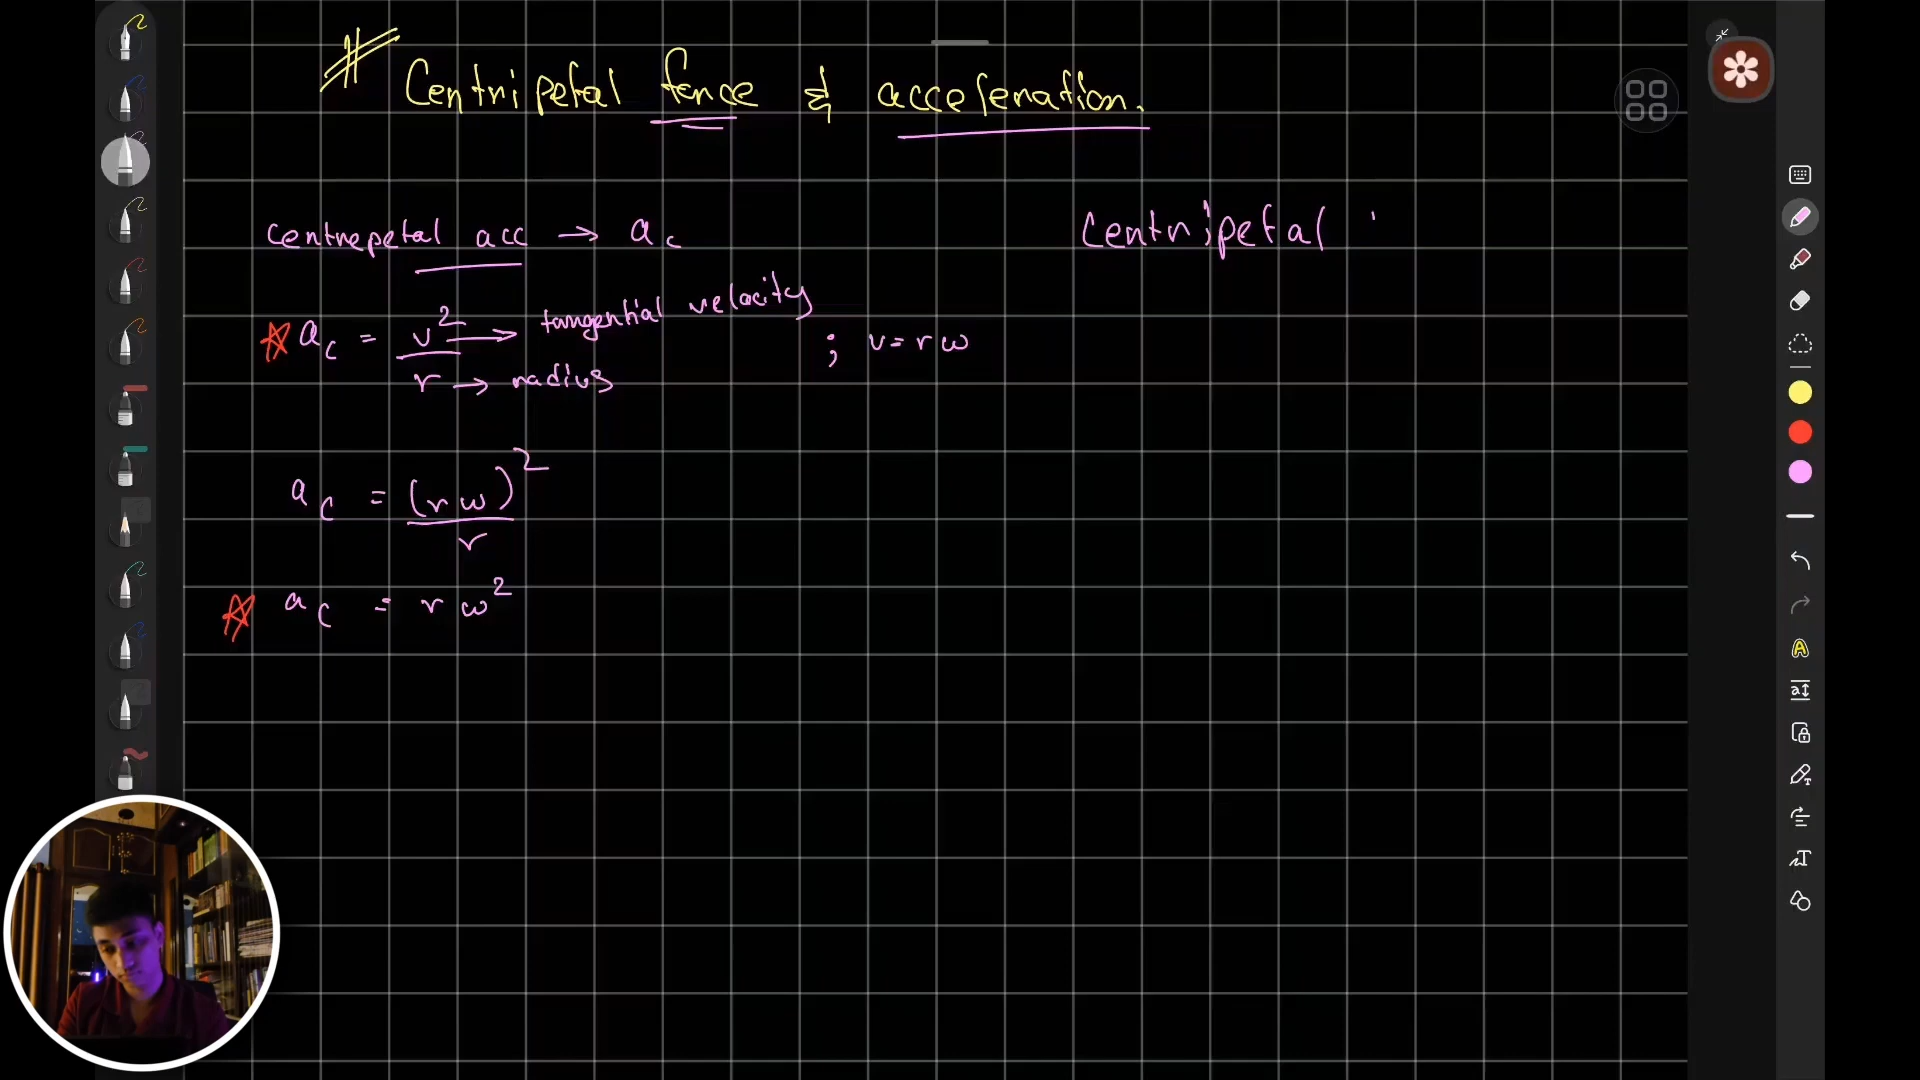 # Centripetal force & acceleration.
centrepetal acc → a_c
a_c = v² → tangential velocity ; v = rω
r → radius
a_c = (rω)²
r
a_c = rω²
Centripetal